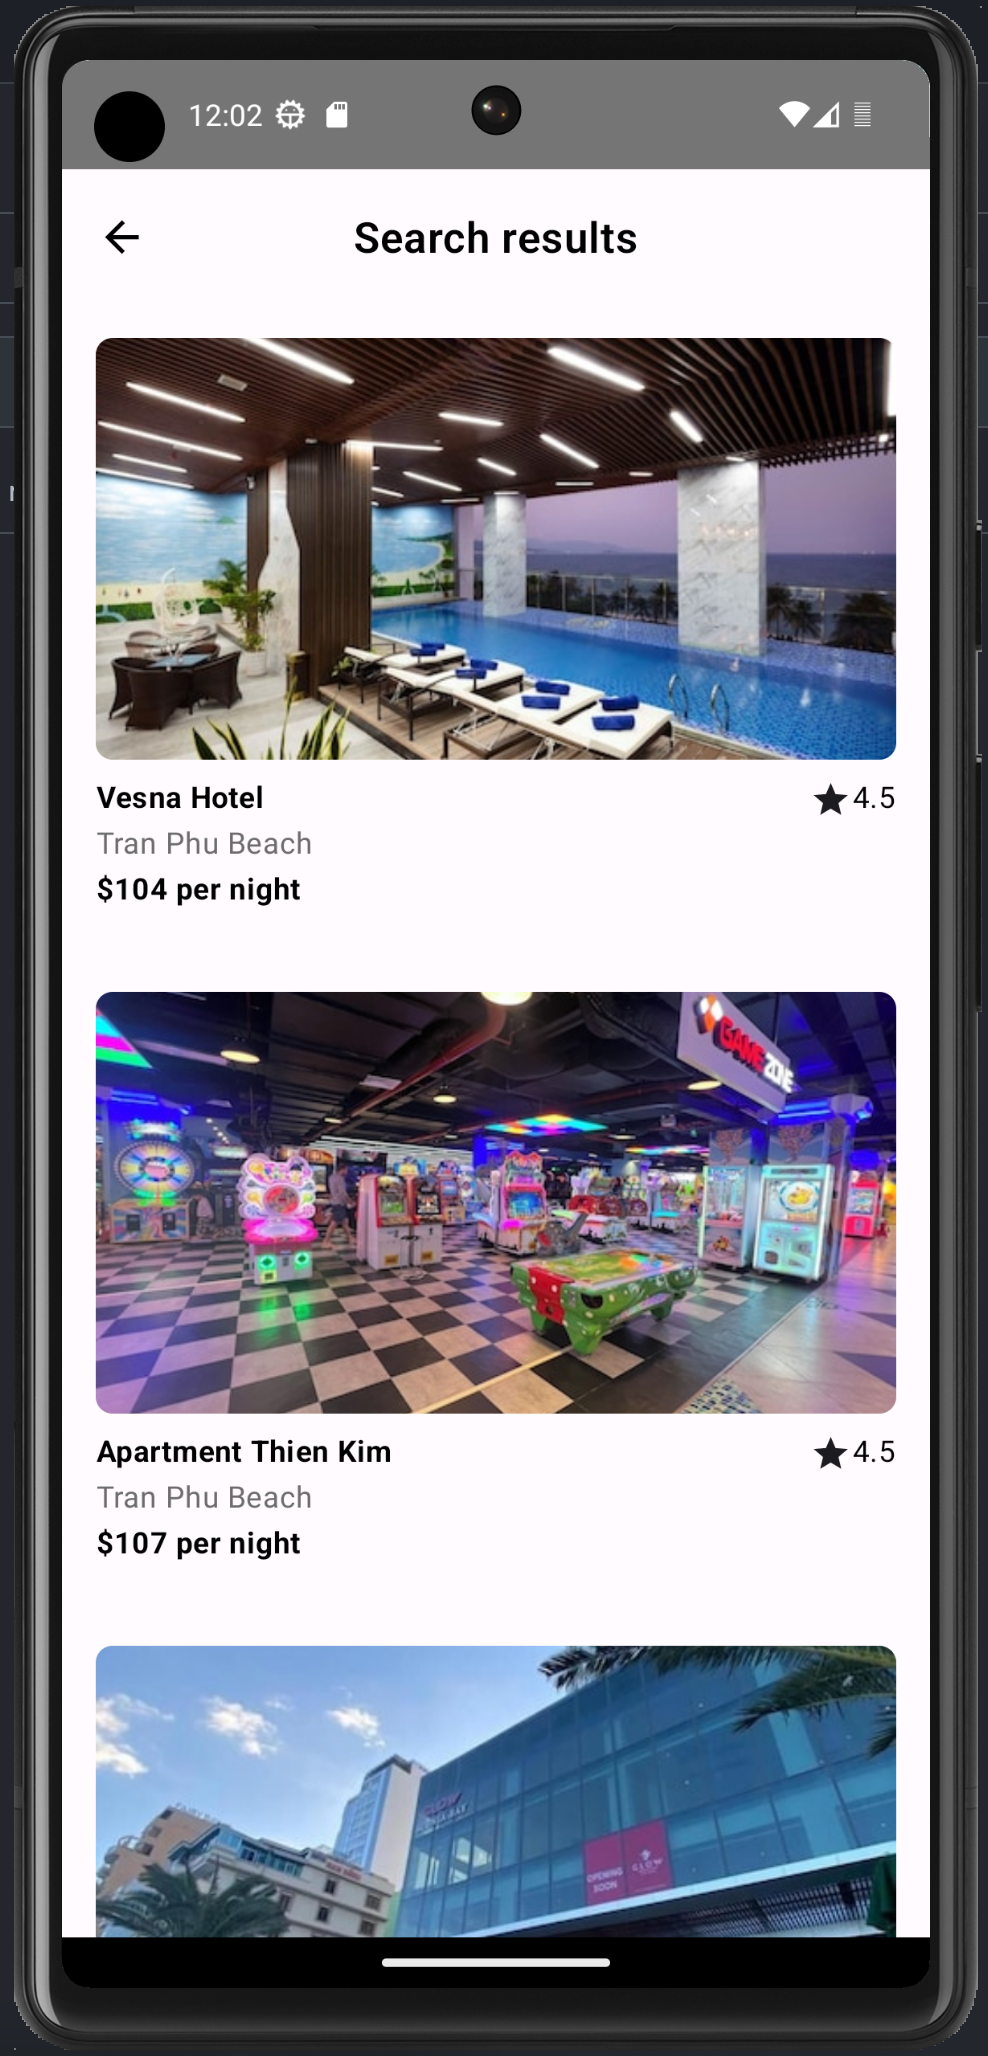 12:02
Search results
Vesna Hotel
4.5
Tran Phu Beach
$104 per night
GAME ZONE
Apartment Thien Kim
4.5
Tran Phu Beach
$107 per night
GLOW
OPENING
SOON
GLOW